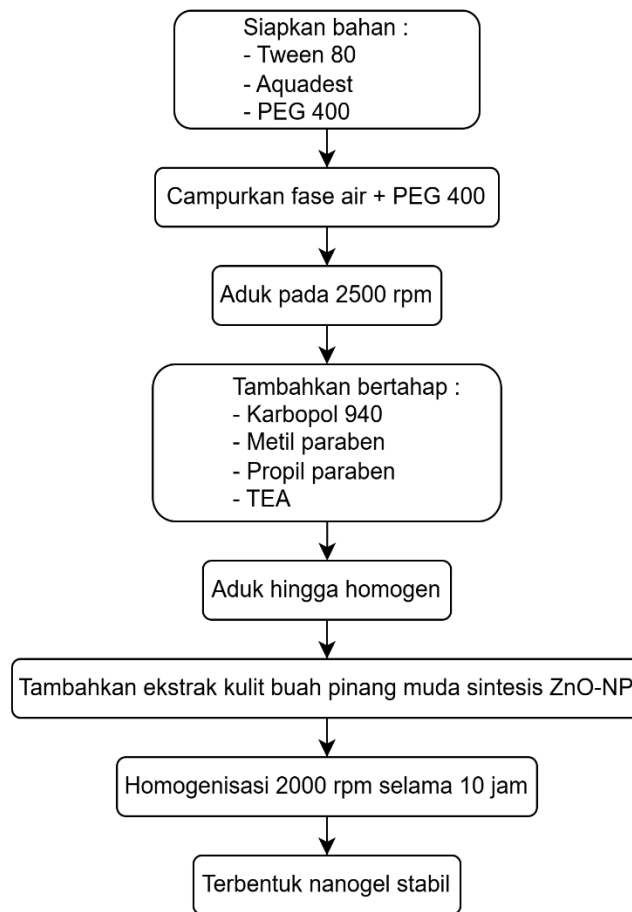 Siapkan bahan :
- Tween 80
- Aquadest
- PEG 400
Campurkan fase air + PEG 400
Aduk pada 2500 rpm
Tambahkan bertahap :
- Karbopol 940
- Metil paraben
- Propil paraben
- TEA
Aduk hingga homogen
Tambahkan ekstrak kulit buah pinang muda sintesis ZnO-NP
Homogenisasi 2000 rpm selama 10 jam
Terbentuk nanogel stabil